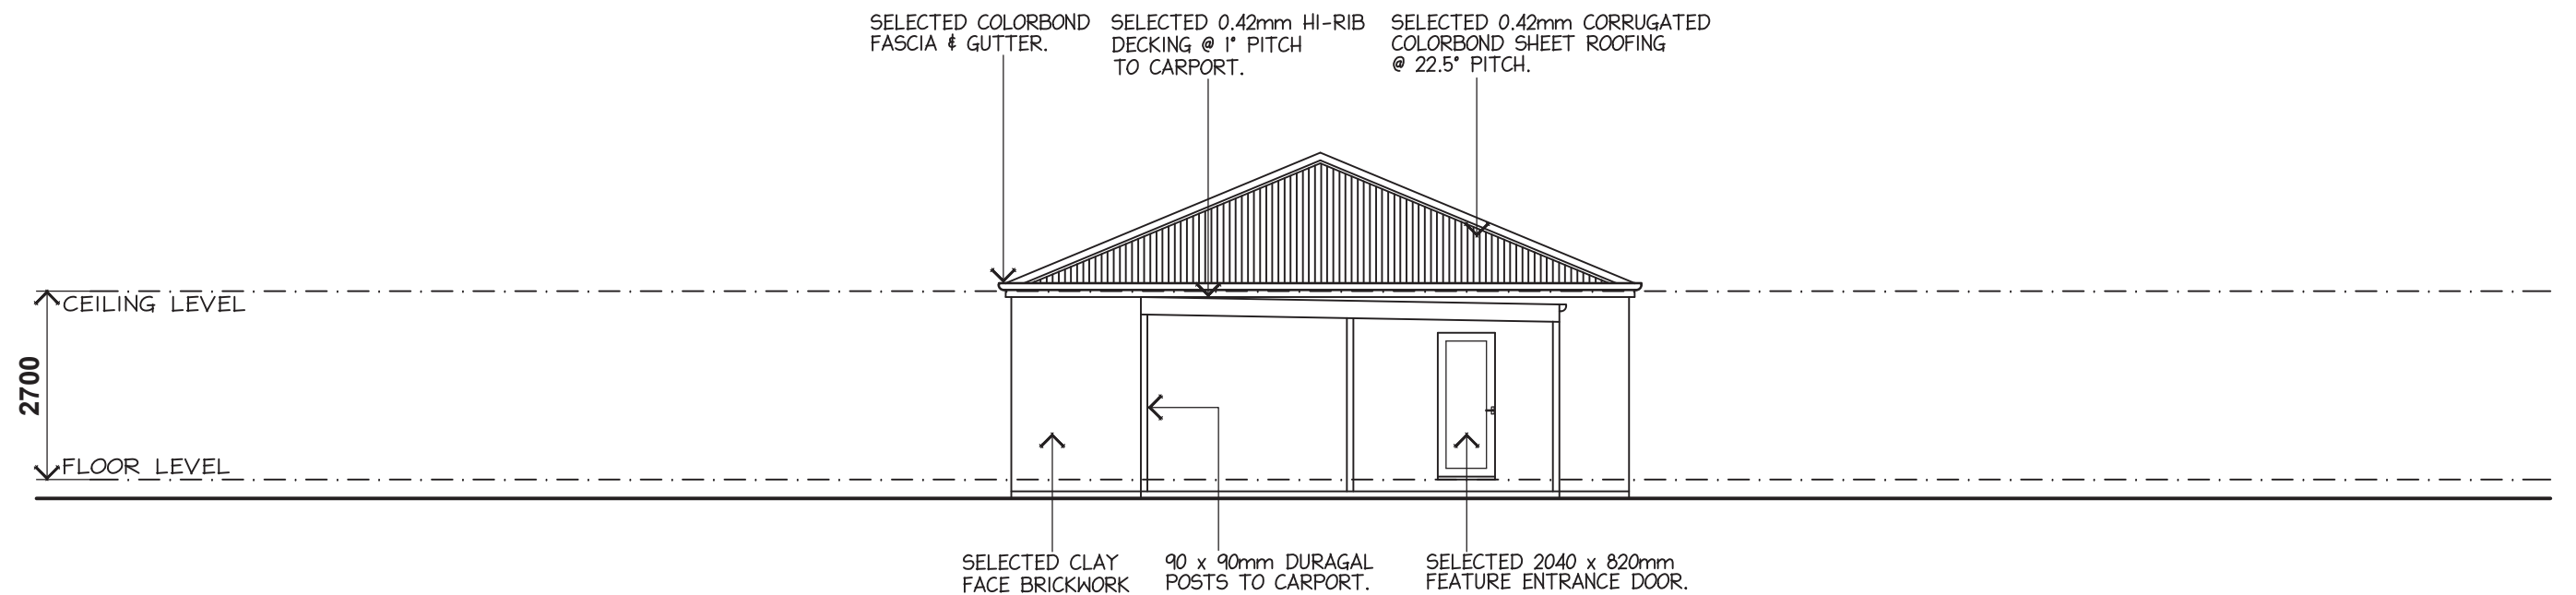 SELECTED COLORBOND
FASCIA & GUTTER.
SELECTED 0.42mm HI-RIB
DECKING @ 1° PITCH
TO CARPORT.
SELECTED 0.42mm CORRUGATED
COLORBOND SHEET ROOFING
@ 22.5° PITCH.
CEILING LEVEL
2700
FLOOR LEVEL
SELECTED CLAY
FACE BRICKWORK
90 x 90mm DURAGAL
POSTS TO CARPORT.
SELECTED 2040 x 820mm
FEATURE ENTRANCE DOOR.